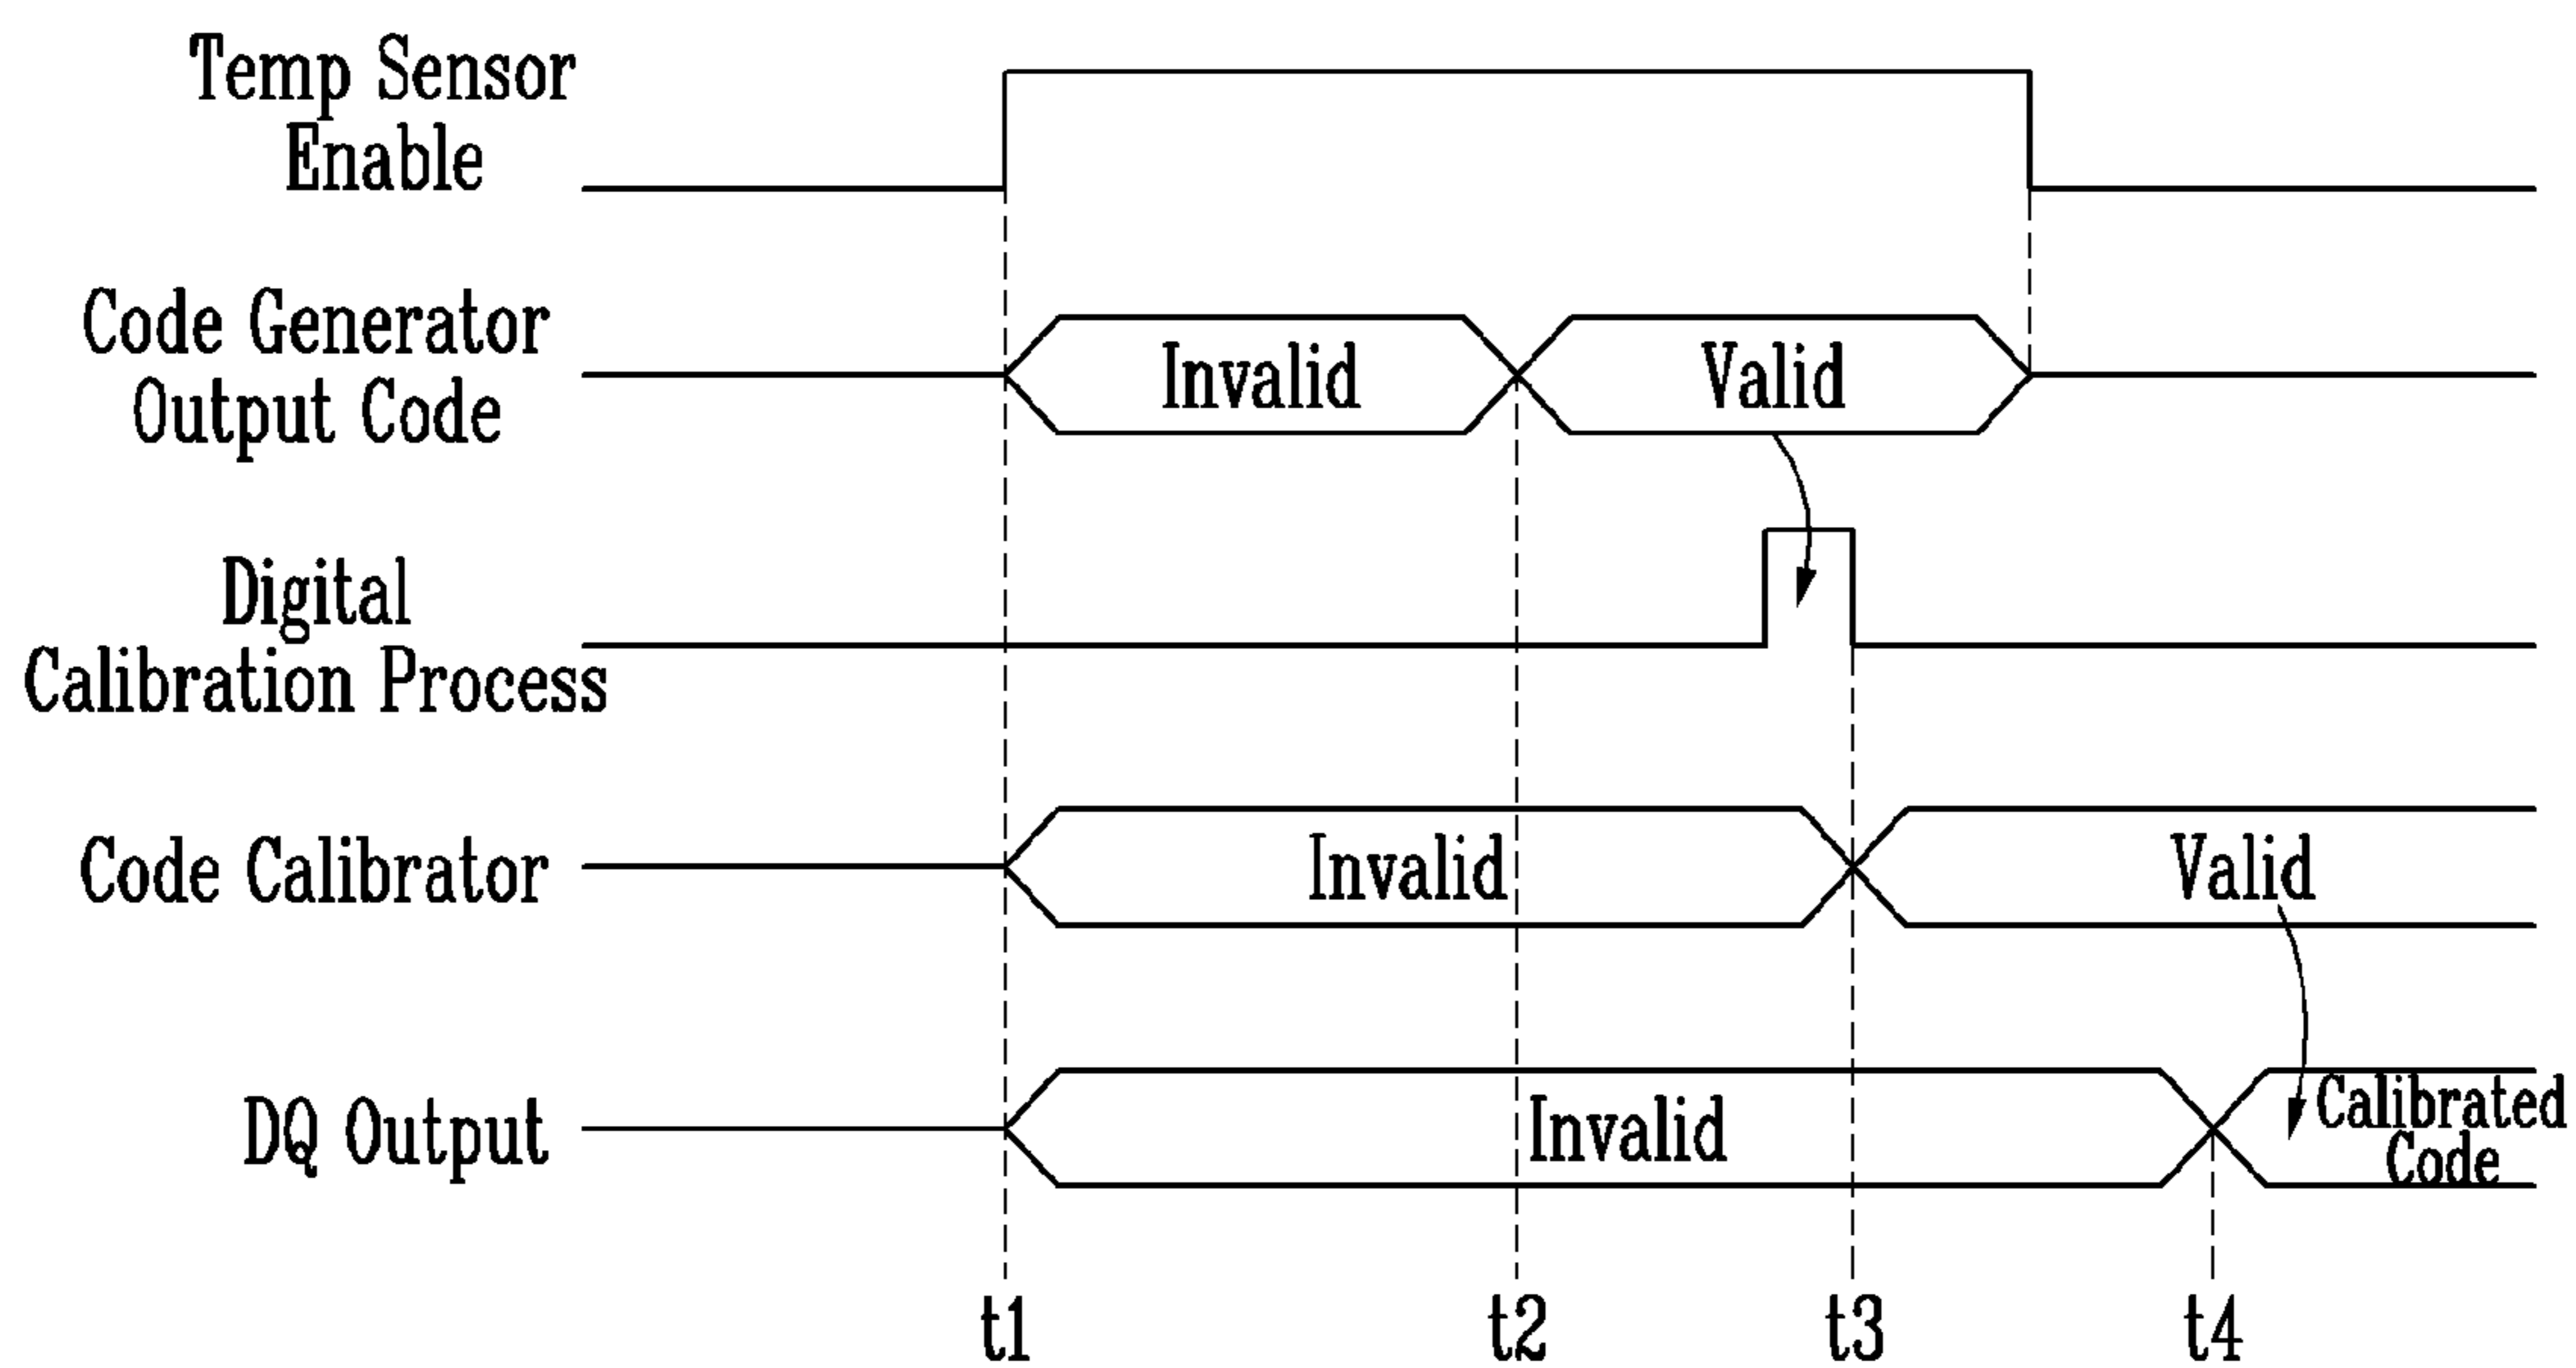 Temp Sensor
Enable
Code Generator
Output Code
Invalid
Valid
Digital
Calibration Process
Code Calibrator
Invalid
Valid
DQ Output
Invalid
Calibrated
Code
t1
t2
t3
t4